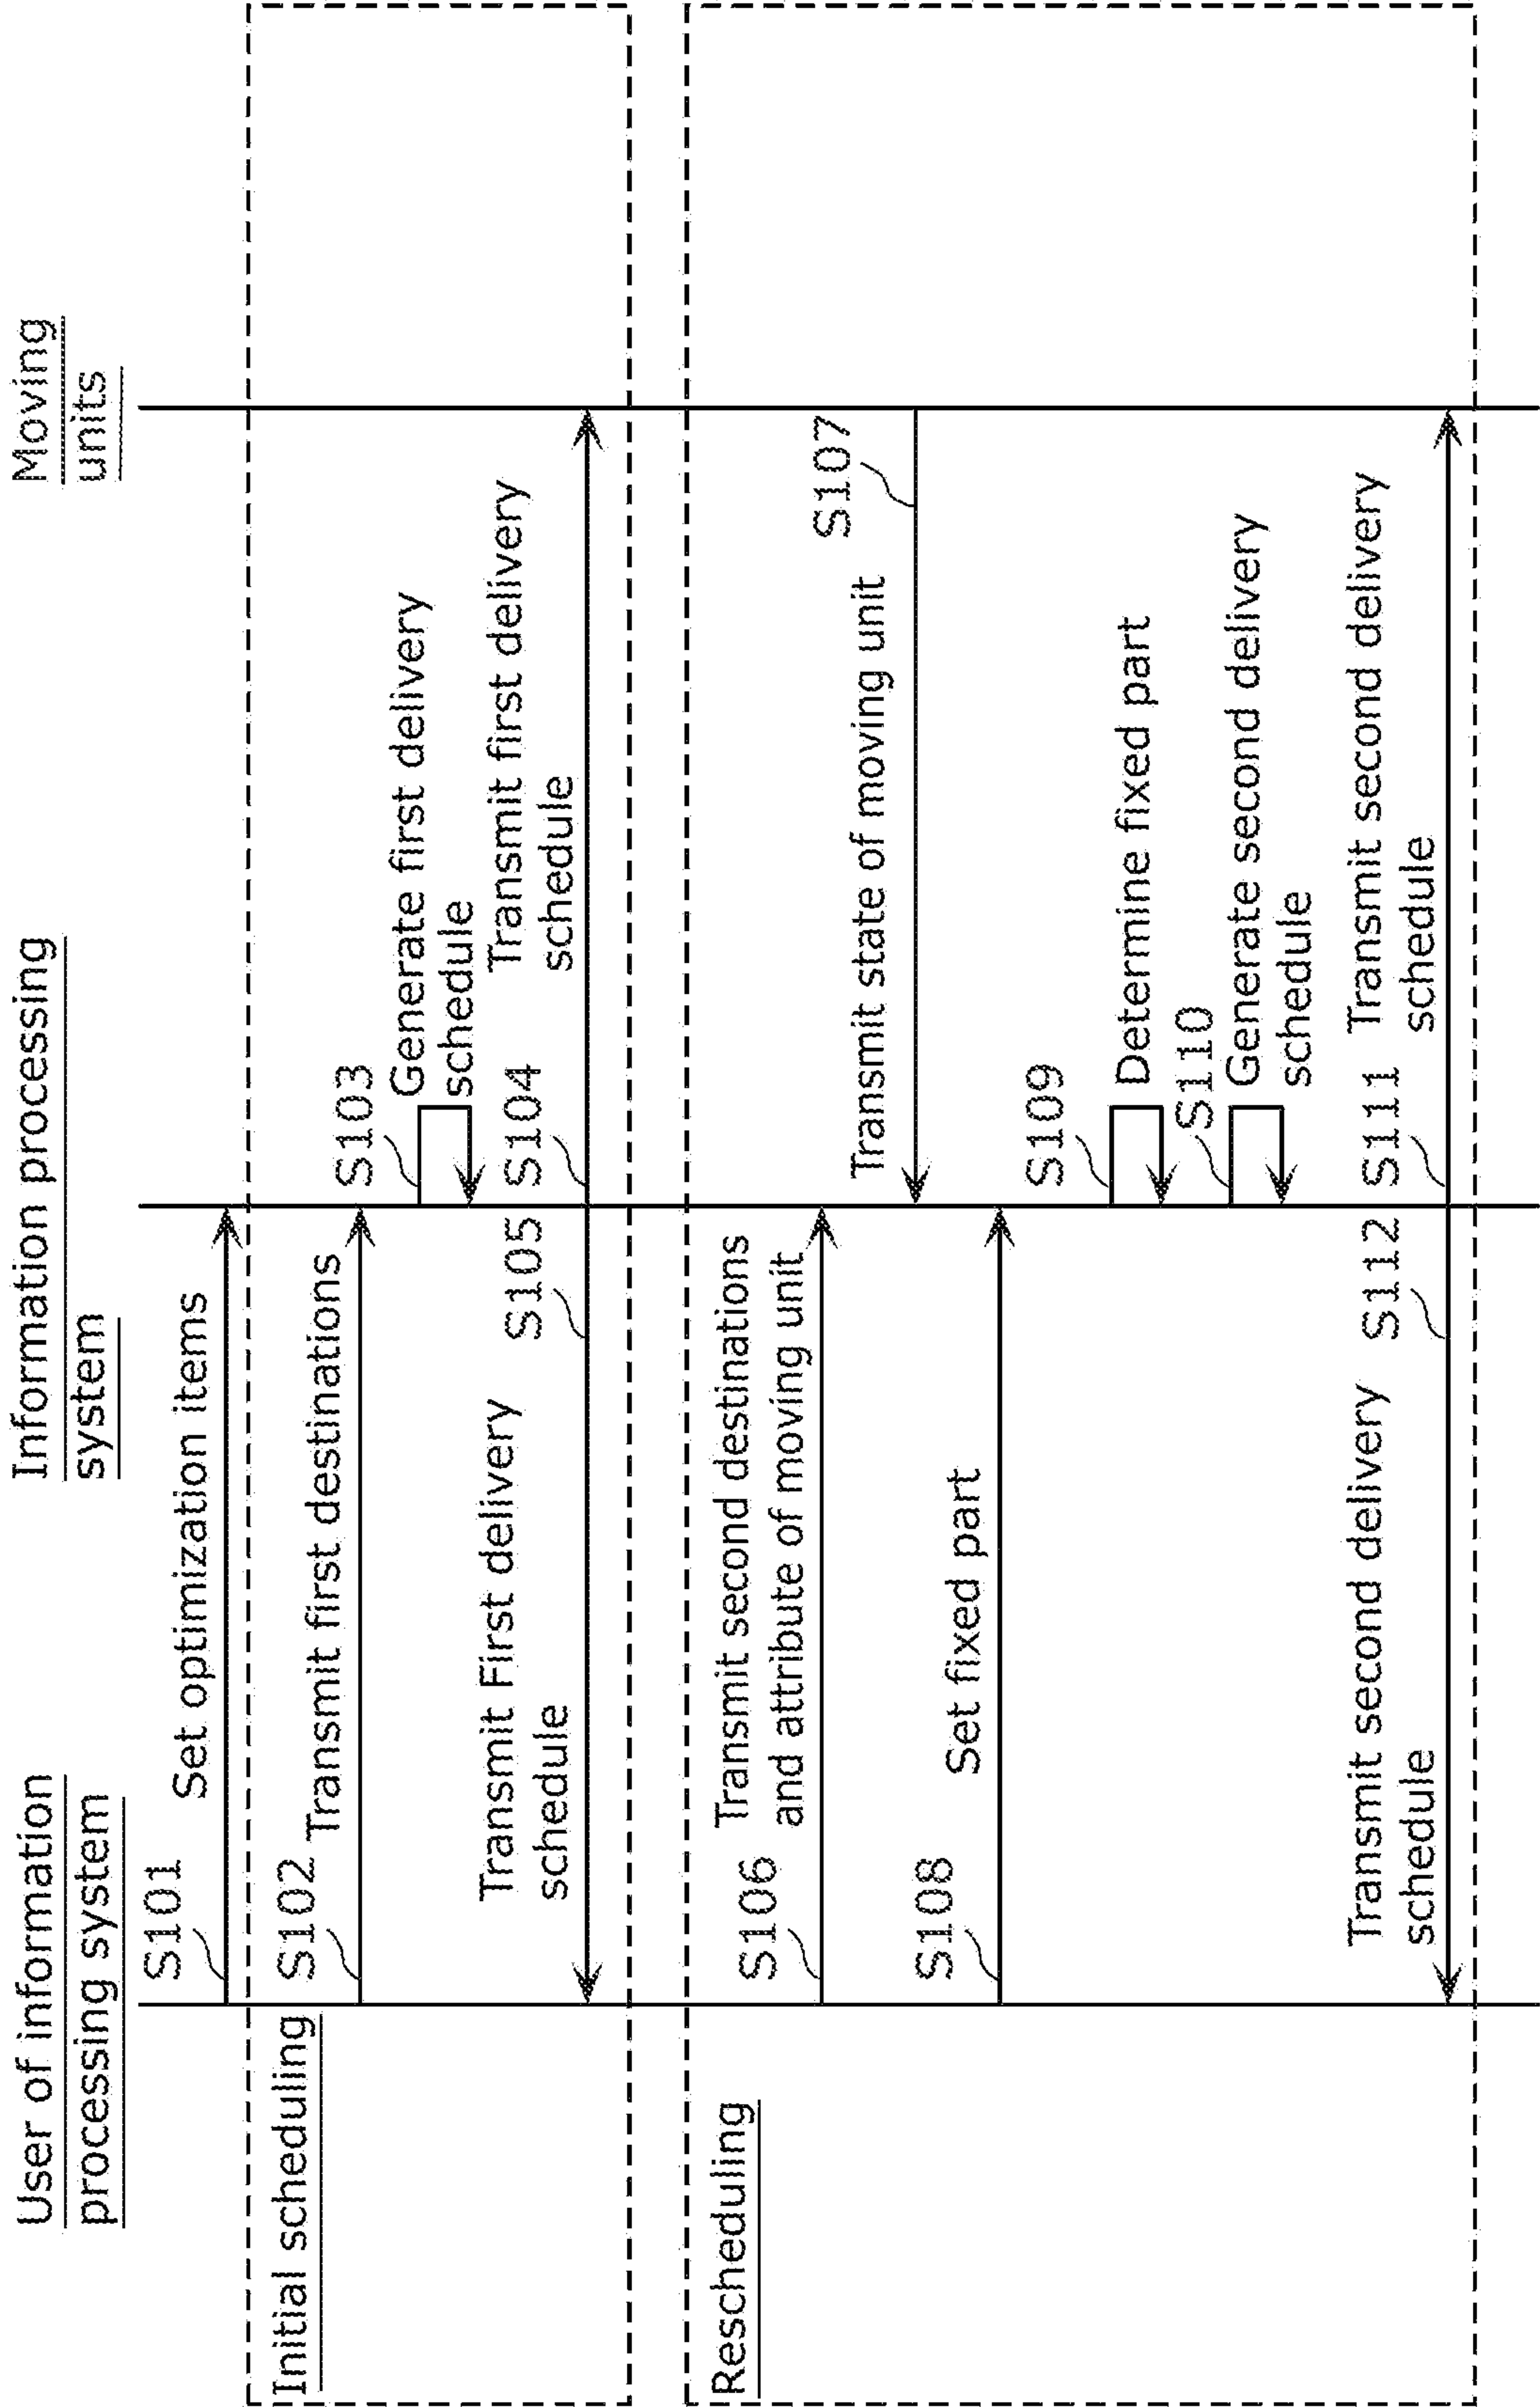 User of information
processing system
Information processing
system
Moving
units
S101
Set optimization items
Initial scheduling
S102
Transmit first destinations
S103
Generate first delivery
schedule
S104
Transmit first delivery
schedule
S105
Transmit First delivery
schedule
Rescheduling
S106
Transmit second destinations
and attribute of moving unit
S107
Transmit state of moving unit
S108
Set fixed part
S109
Determine fixed part
S110
Generate second delivery
schedule
S111
Transmit second delivery
schedule
S112
Transmit second delivery
schedule